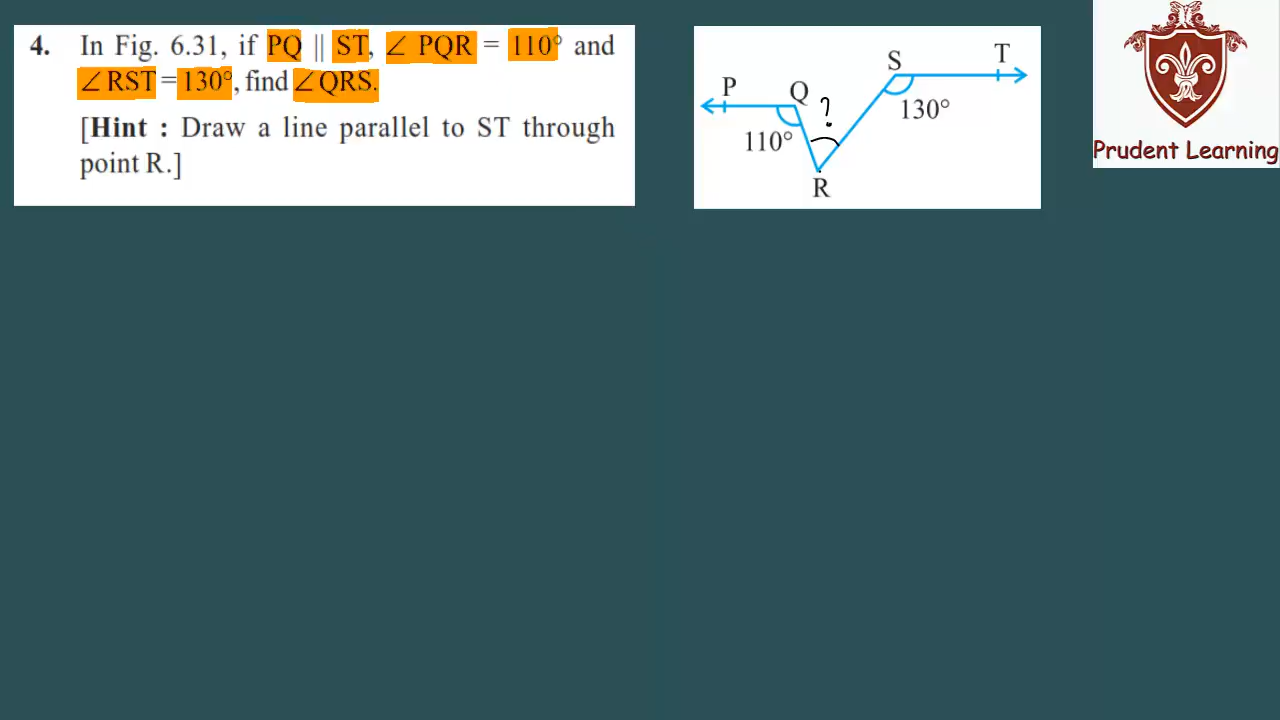 4. In Fig. 6.31, if PQ || ST, ∠ PQR = 110° and
∠ RST = 130°, find ∠ QRS.
[Hint : Draw a line parallel to ST through
point R.]
P
Q
?
S
T
110°
130°
R
Prudent Learning